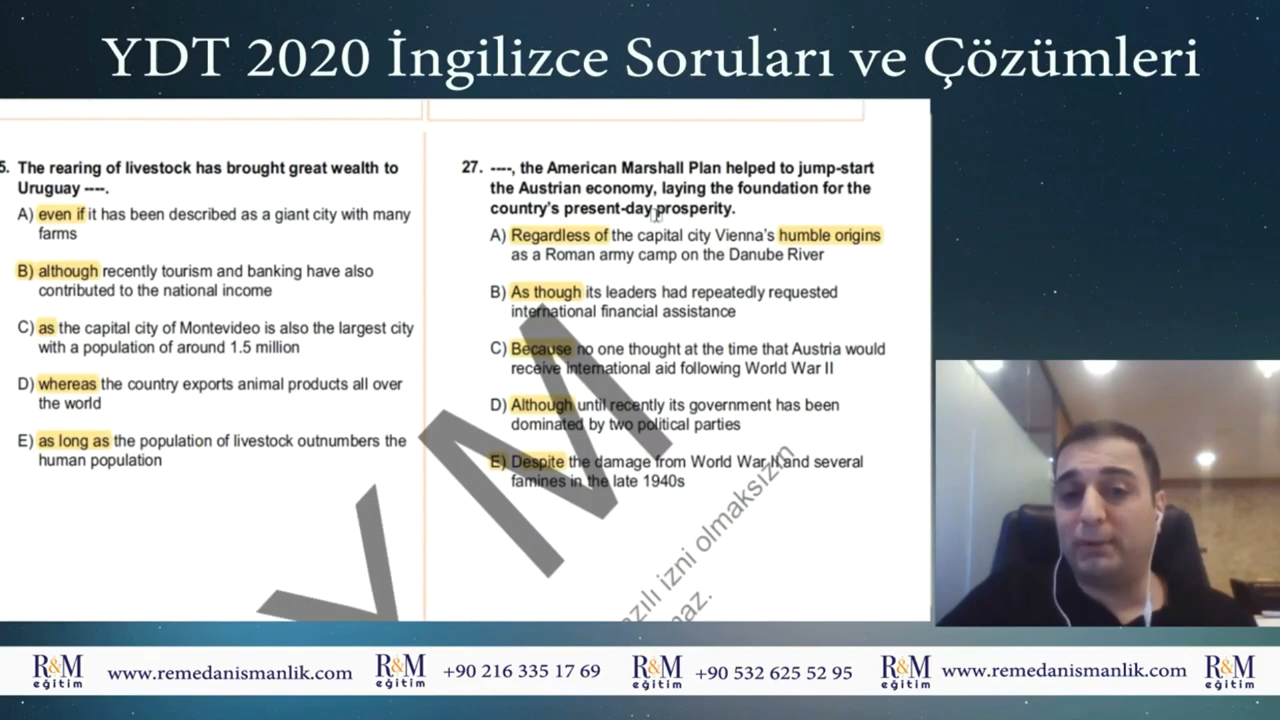 YDT 2020 İngilizce Soruları ve Çözümleri
5. The rearing of livestock has brought great wealth to
Uruguay ----.
A) even if it has been described as a giant city with many
farms
B) although recently tourism and banking have also
contributed to the national income
C) as the capital city of Montevideo is also the largest city
with a population of around 1.5 million
D) whereas the country exports animal products all over
the world
E) as long as the population of livestock outnumbers the
human population
27. ----, the American Marshall Plan helped to jump-start
the Austrian economy, laying the foundation for the
country's present-day prosperity.
A) Regardless of the capital city Vienna's humble origins
as a Roman army camp on the Danube River
B) As though its leaders had repeatedly requested
international financial assistance
C) Because no one thought at the time that Austria would
receive international aid following World War II
D) Although until recently its government has been
dominated by two political parties
E) Despite the damage from World War II and several
famines in the late 1940s
YM
zılı izni olmaksızın
naz.
R&M eğitim www.remedanismanlik.com R&M eğitim +90 216 335 17 69 R&M eğitim +90 532 625 52 95 R&M eğitim www.remedanismanlik.com R&M eğitim